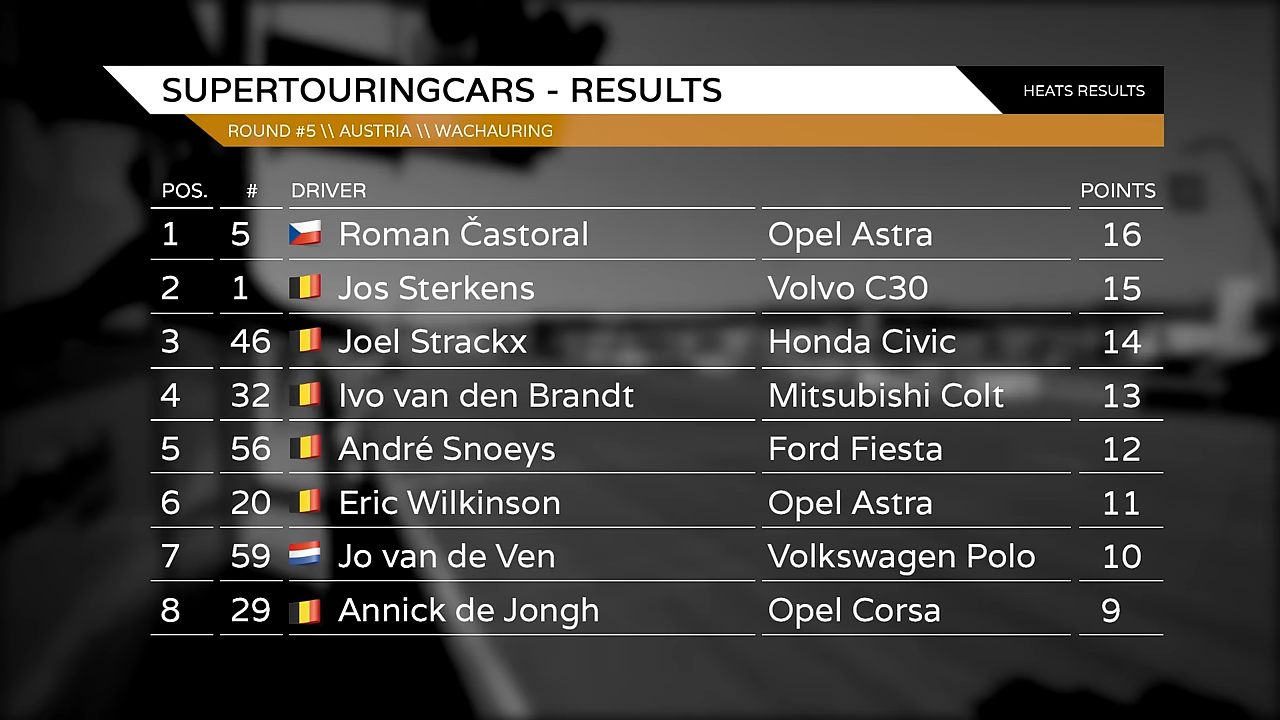 SUPERTOURINGCARS - RESULTS
HEATS RESULTS
ROUND #5 \\ AUSTRIA \\ WACHAURING
POS. # DRIVER POINTS
1 5 Roman Častoral Opel Astra 16
2 1 Jos Sterkens Volvo C30 15
3 46 Joel Strackx Honda Civic 14
4 32 Ivo van den Brandt Mitsubishi Colt 13
5 56 André Snoeys Ford Fiesta 12
6 20 Eric Wilkinson Opel Astra 11
7 59 Jo van de Ven Volkswagen Polo 10
8 29 Annick de Jongh Opel Corsa 9